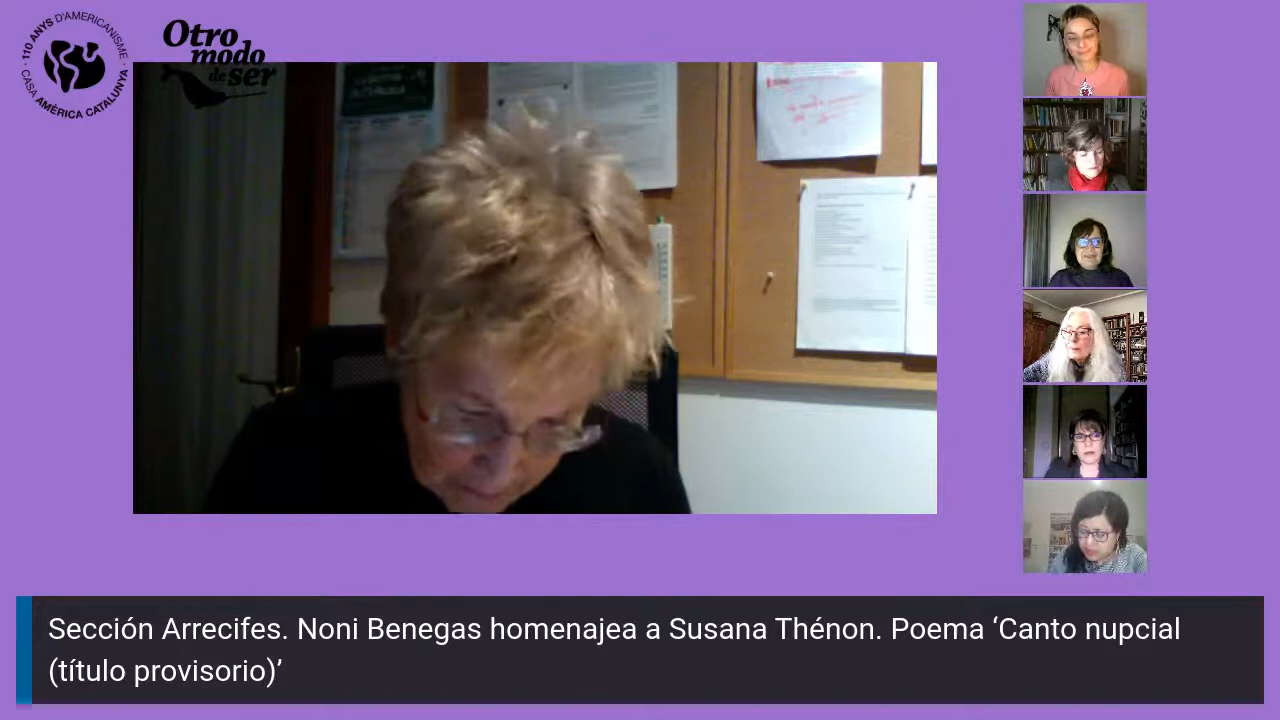 · 110 ANYS D'AMERICANISME ·
CASA AMÈRICA CATALUNYA
Otro
modo
de ser
Sección Arrecifes. Noni Benegas homenajea a Susana Thénon. Poema ‘Canto nupcial
(título provisorio)’